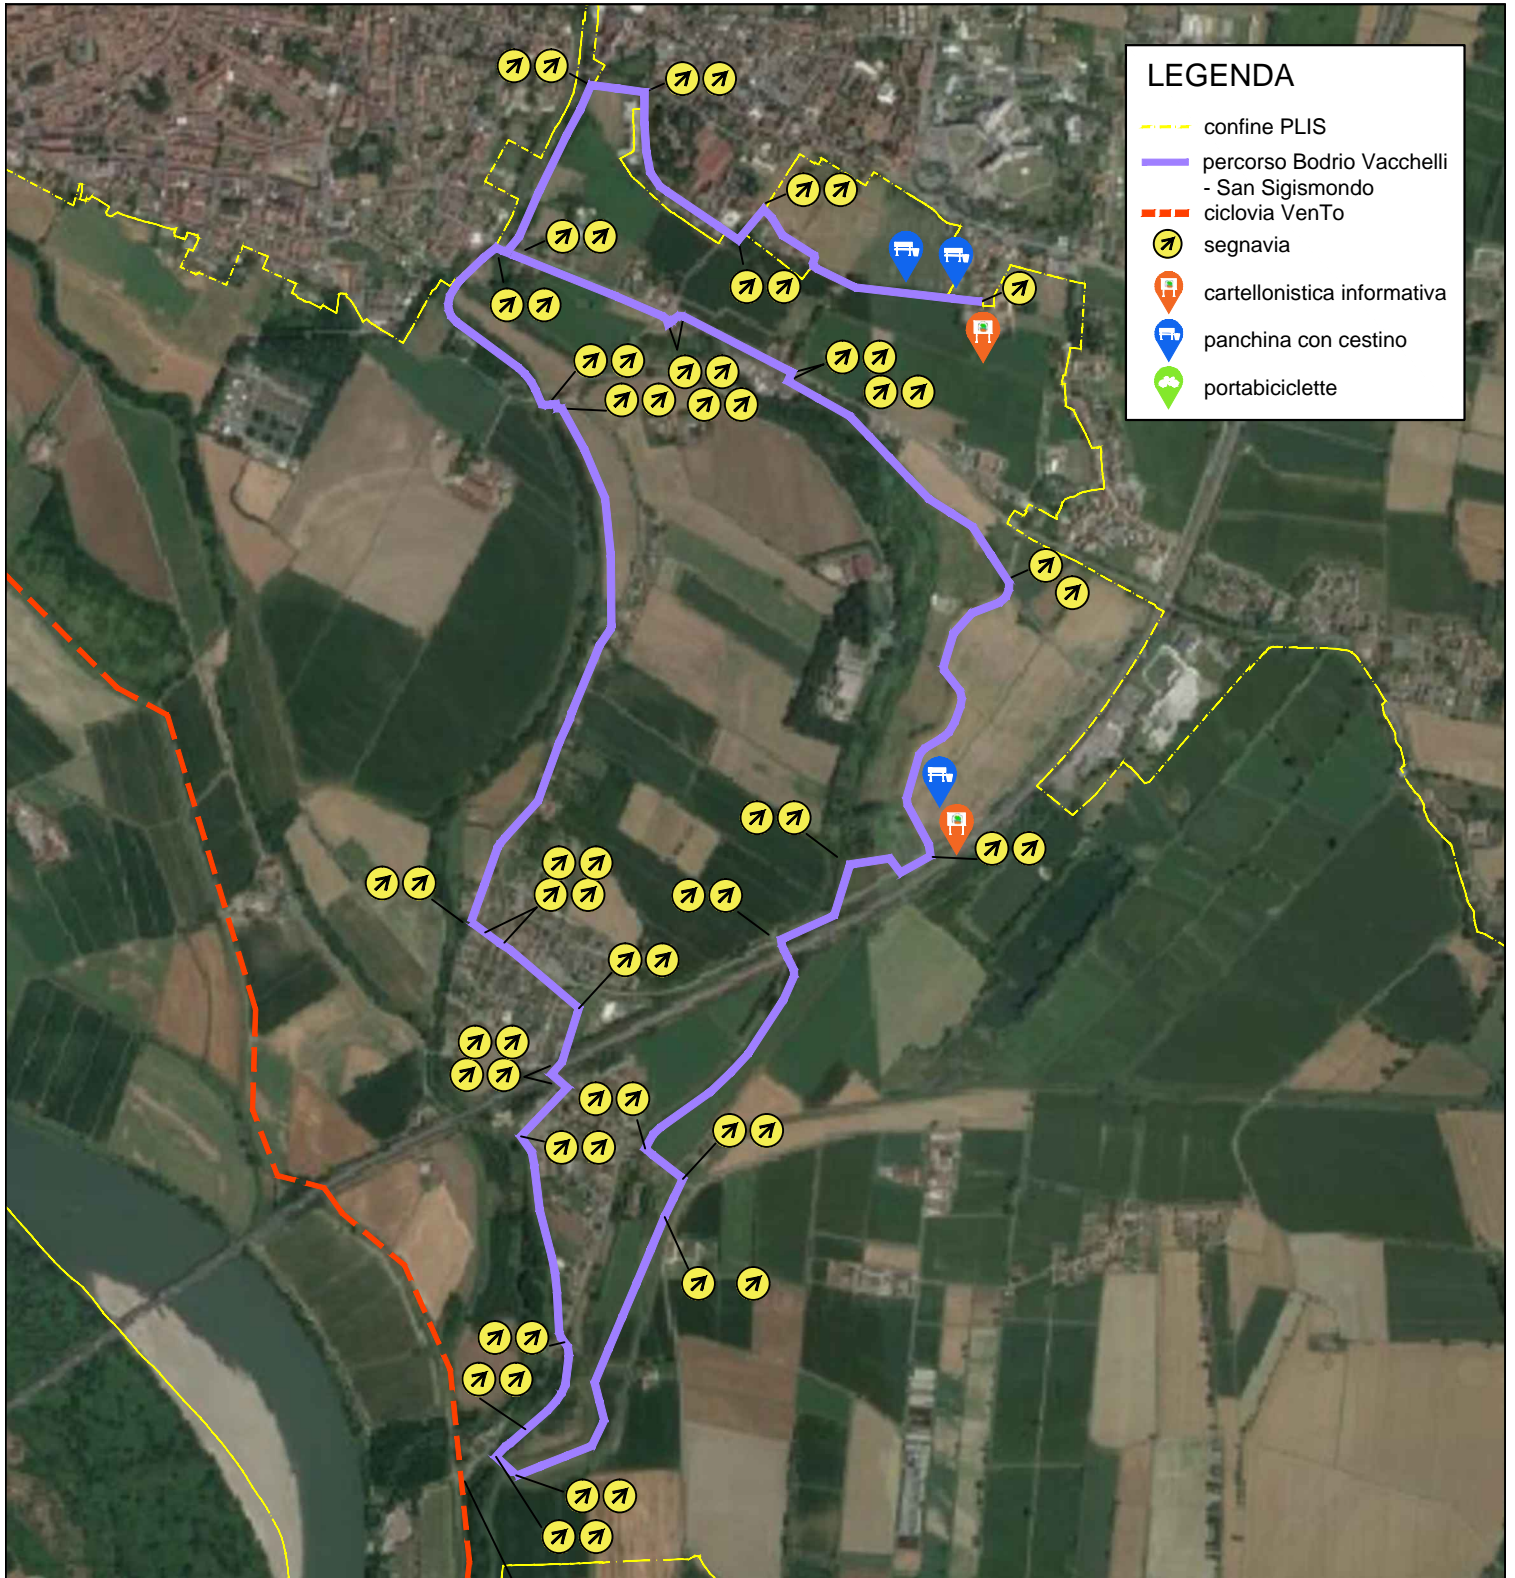 LEGENDA
confine PLIS
percorso Bodrio Vacchelli
- San Sigismondo
ciclovia VenTo
segnavia
cartellonistica informativa
panchina con cestino
portabiciclette